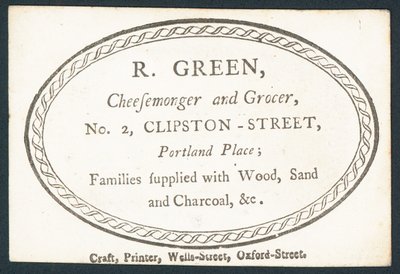 R. GREEN,
Cheeſemonger and Grocer,
No. 2, CLIPSTON-STREET,
Portland Place;
Families ſupplied with Wood, Sand
and Charcoal, &c.
Craft, Printer, Wells-Street, Oxford-Street.